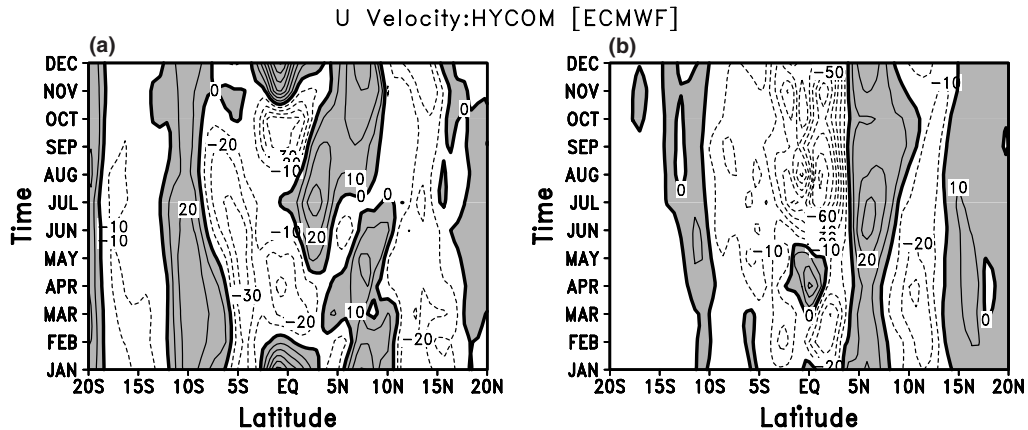 U Velocity:HYCOM [ECMWF]
(a)
(b)
DEC
NOV
OCT
SEP
AUG
JUL
JUN
MAY
APR
MAR
FEB
JAN
Time
20S 15S 10S 5S EQ 5N 10N 15N 20N
Latitude
0
0
-20
-10
10
0
0
20
-10
-10
-10
20
-30
-20
10
-20
DEC
NOV
OCT
SEP
AUG
JUL
JUN
MAY
APR
MAR
FEB
JAN
Time
20S 15S 10S 5S EQ 5N 10N 15N 20N
Latitude
-50
-10
0
10
-60
-10
-10
-20
20
0
0
-20